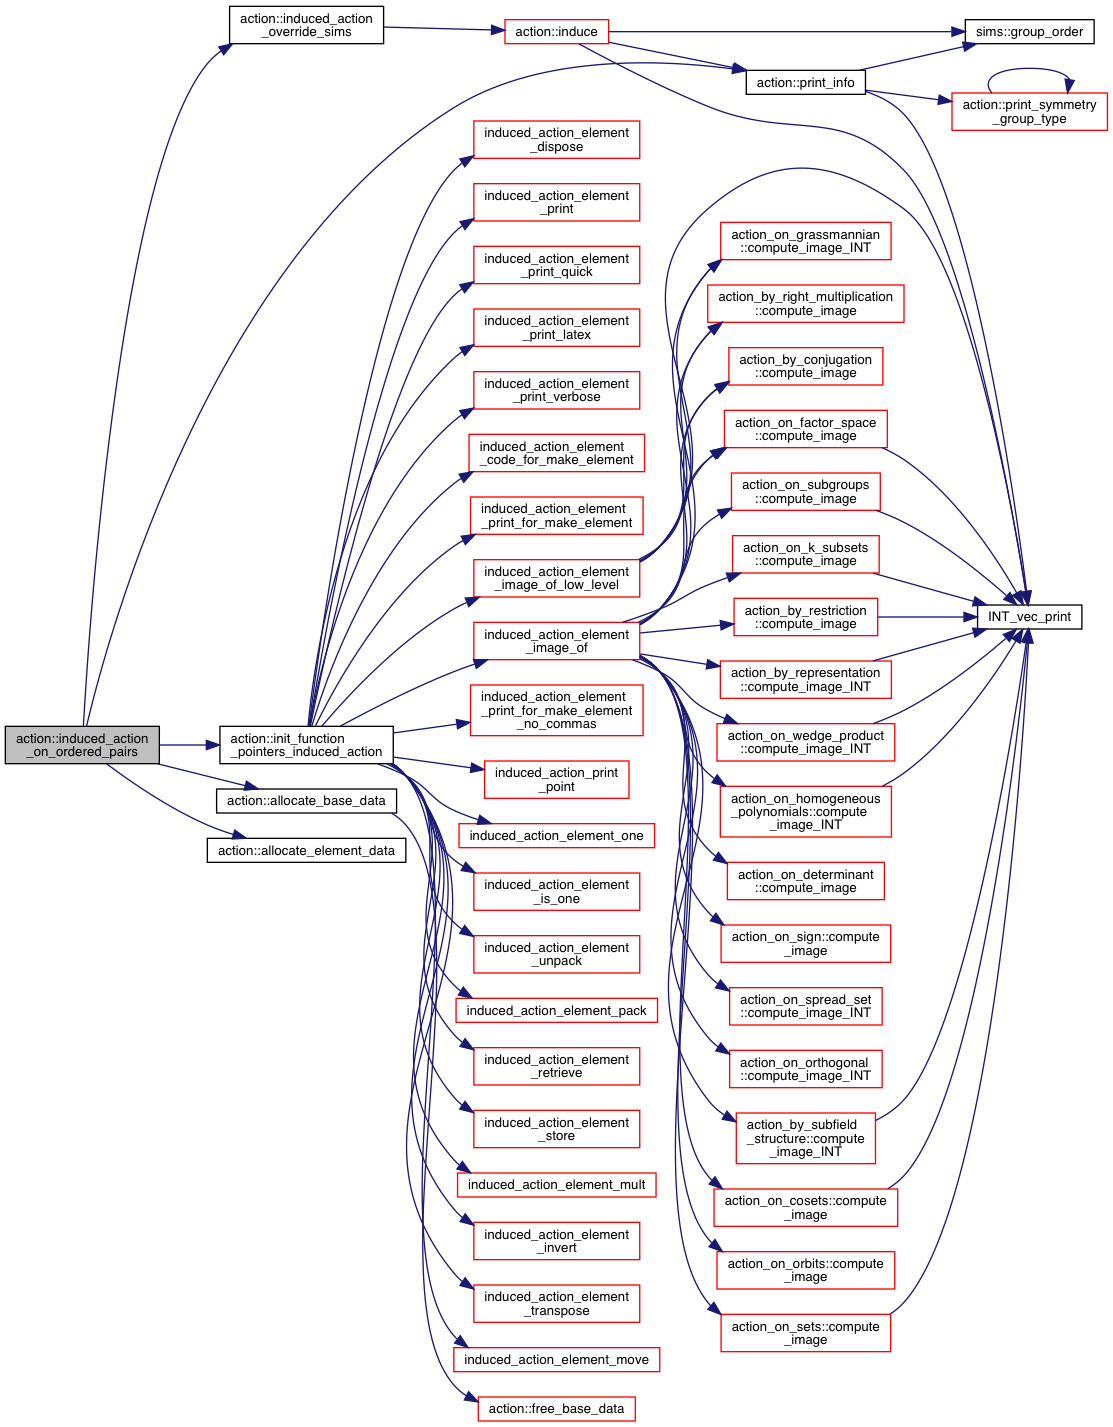 action::induced_action
_on_ordered_pairs
action::induced_action
_override_sims
action::init_function
_pointers_induced_action
action::allocate_base_data
action::allocate_element_data
action::induce
induced_action_element
_dispose
induced_action_element
_print
induced_action_element
_print_quick
induced_action_element
_print_latex
induced_action_element
_print_verbose
induced_action_element
_code_for_make_element
induced_action_element
_print_for_make_element
induced_action_element
_image_of_low_level
induced_action_element
_image_of
induced_action_element
_print_for_make_element
_no_commas
induced_action_print
_point
induced_action_element_one
induced_action_element
_is_one
induced_action_element
_unpack
induced_action_element_pack
induced_action_element
_retrieve
induced_action_element
_store
induced_action_element_mult
induced_action_element
_invert
induced_action_element
_transpose
induced_action_element_move
action::free_base_data
action::print_info
action_on_grassmannian
::compute_image_INT
action_by_right_multiplication
::compute_image
action_by_conjugation
::compute_image
action_on_factor_space
::compute_image
action_on_subgroups
::compute_image
action_on_k_subsets
::compute_image
action_by_restriction
::compute_image
action_by_representation
::compute_image_INT
action_on_wedge_product
::compute_image_INT
action_on_homogeneous
_polynomials::compute
_image_INT
action_on_determinant
::compute_image
action_on_sign::compute
_image
action_on_spread_set
::compute_image_INT
action_on_orthogonal
::compute_image_INT
action_by_subfield
_structure::compute
_image_INT
action_on_cosets::compute
_image
action_on_orbits::compute
_image
action_on_sets::compute
_image
sims::group_order
action::print_symmetry
_group_type
INT_vec_print